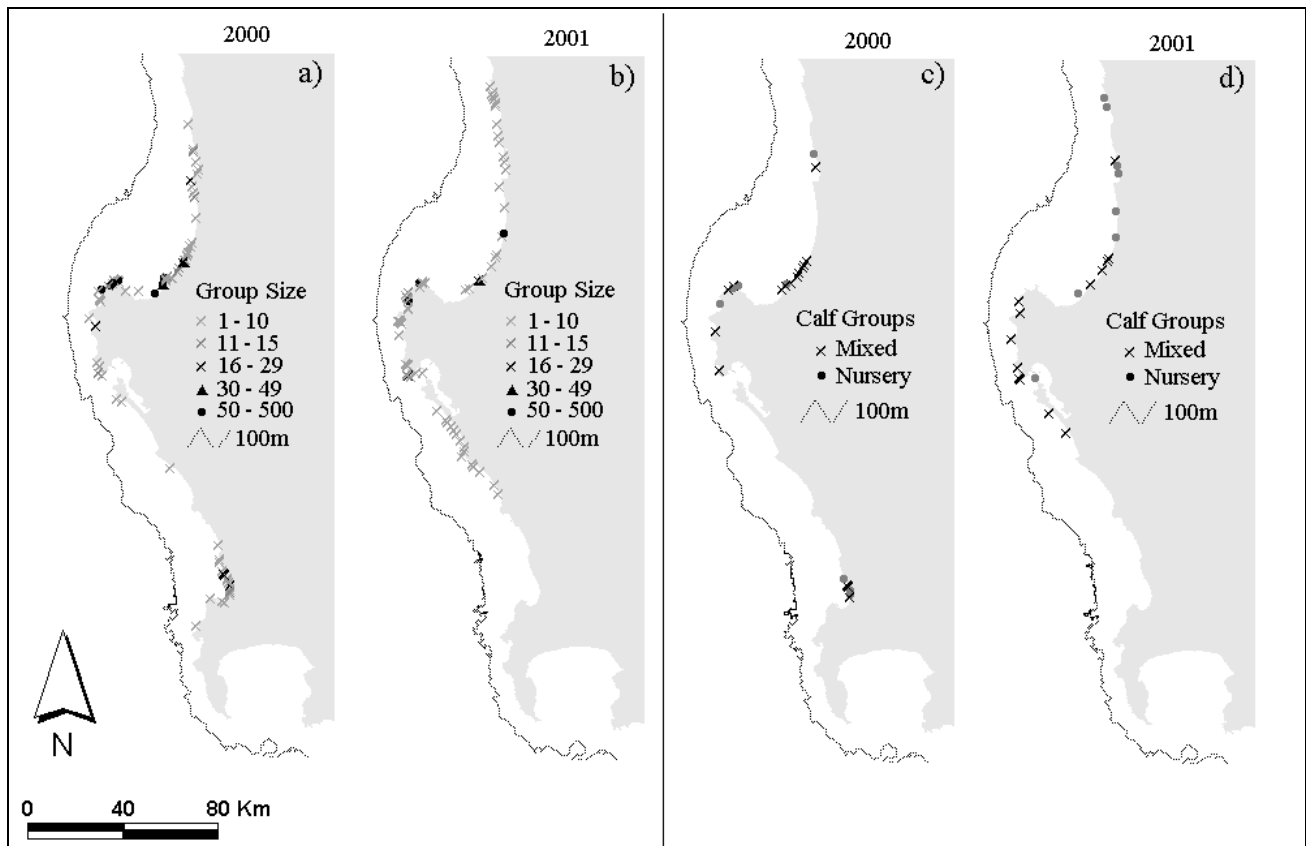 2000
a)
Group Size
1 - 10
11 - 15
16 - 29
30 - 49
50 - 500
100m
2001
b)
Group Size
1 - 10
11 - 15
16 - 29
30 - 49
50 - 500
100m
2000
c)
Calf Groups
Mixed
Nursery
100m
2001
d)
Calf Groups
Mixed
Nursery
100m
N
0 40 80 Km